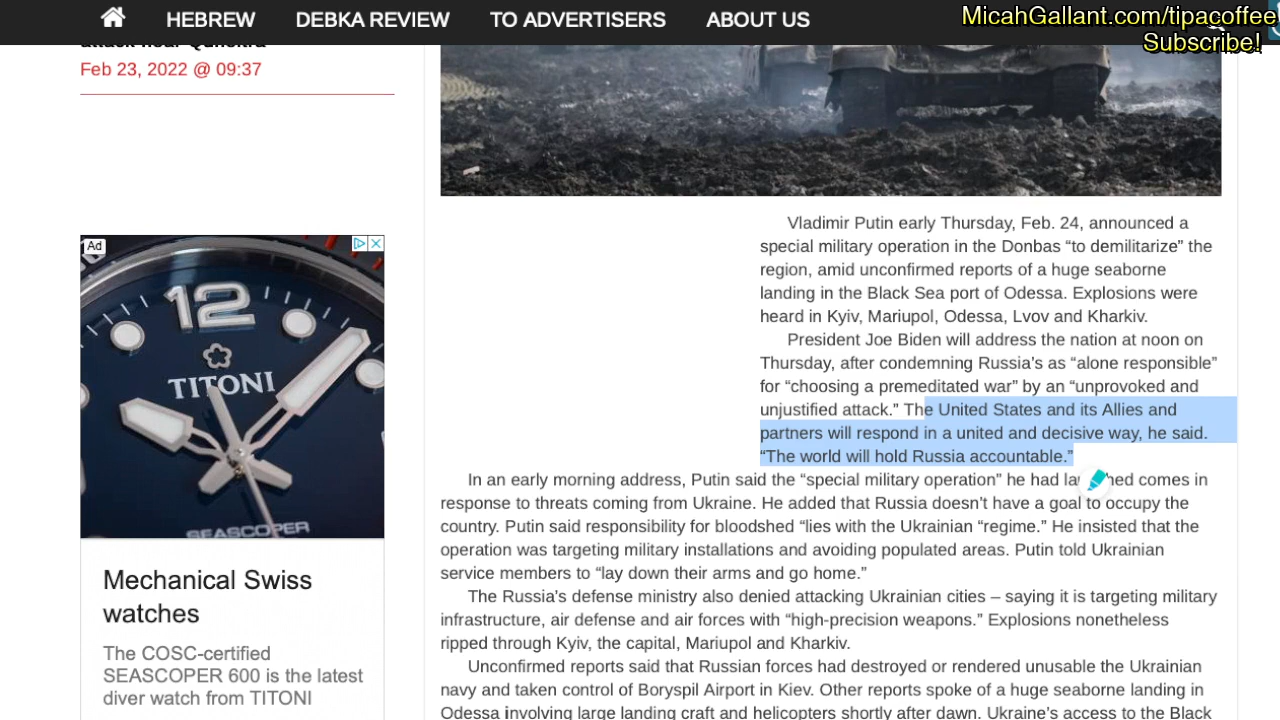 HEBREW DEBKA REVIEW TO ADVERTISERS ABOUT US
MicahGallant.com/tipacoffee
Subscribe!
Feb 23, 2022 @ 09:37
Ad
12
TITONI
SEASCOPER
Mechanical Swiss
watches
The COSC-certified
SEASCOPER 600 is the latest
diver watch from TITONI
Vladimir Putin early Thursday, Feb. 24, announced a
special military operation in the Donbas “to demilitarize” the
region, amid unconfirmed reports of a huge seaborne
landing in the Black Sea port of Odessa. Explosions were
heard in Kyiv, Mariupol, Odessa, Lvov and Kharkiv.
President Joe Biden will address the nation at noon on
Thursday, after condemning Russia’s as “alone responsible”
for “choosing a premeditated war” by an “unprovoked and
unjustified attack.” The United States and its Allies and
partners will respond in a united and decisive way, he said.
“The world will hold Russia accountable.”
In an early morning address, Putin said the “special military operation” he had launched comes in
response to threats coming from Ukraine. He added that Russia doesn’t have a goal to occupy the
country. Putin said responsibility for bloodshed “lies with the Ukrainian “regime.” He insisted that the
operation was targeting military installations and avoiding populated areas. Putin told Ukrainian
service members to “lay down their arms and go home.”
The Russia’s defense ministry also denied attacking Ukrainian cities – saying it is targeting military
infrastructure, air defense and air forces with “high-precision weapons.” Explosions nonetheless
ripped through Kyiv, the capital, Mariupol and Kharkiv.
Unconfirmed reports said that Russian forces had destroyed or rendered unusable the Ukrainian
navy and taken control of Boryspil Airport in Kiev. Other reports spoke of a huge seaborne landing in
Odessa involving large landing craft and helicopters shortly after dawn. Ukraine’s access to the Black